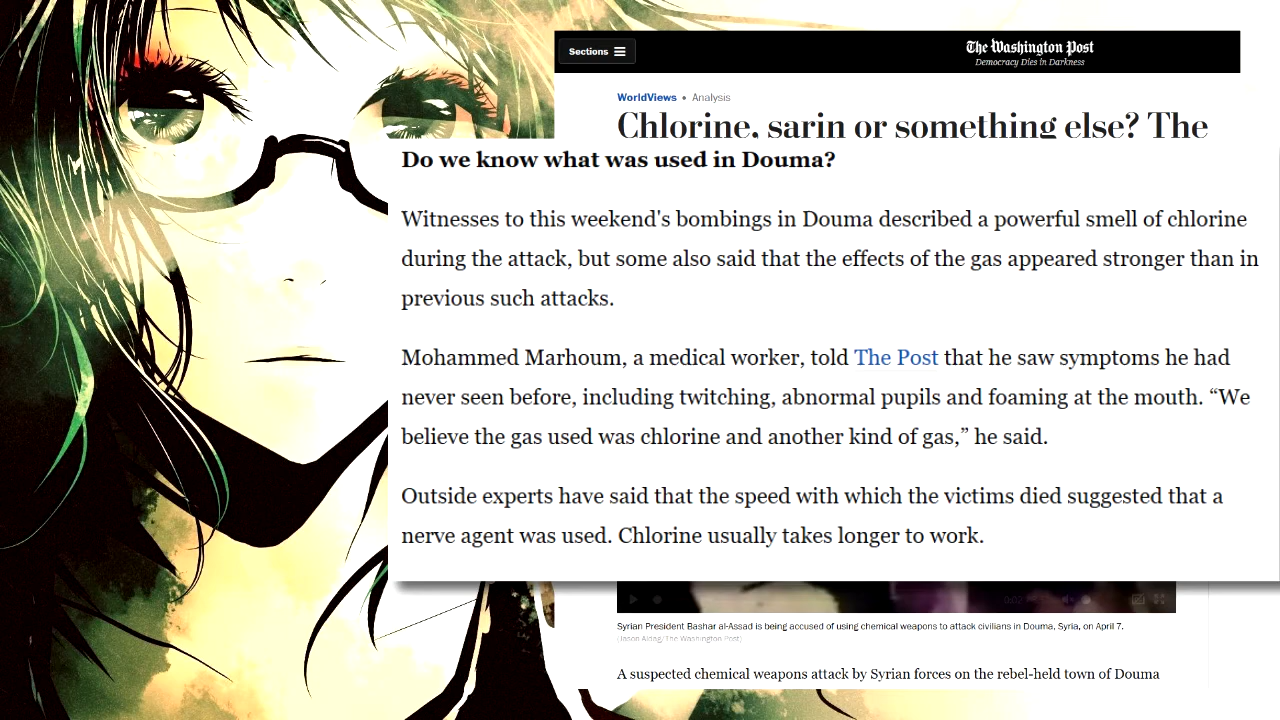 Sections
The Washington Post
Democracy Dies in Darkness
WorldViews • Analysis
Chlorine, sarin or something else? The
Do we know what was used in Douma?
Witnesses to this weekend's bombings in Douma described a powerful smell of chlorine
during the attack, but some also said that the effects of the gas appeared stronger than in
previous such attacks.
Mohammed Marhoum, a medical worker, told The Post that he saw symptoms he had
never seen before, including twitching, abnormal pupils and foaming at the mouth. “We
believe the gas used was chlorine and another kind of gas,” he said.
Outside experts have said that the speed with which the victims died suggested that a
nerve agent was used. Chlorine usually takes longer to work.
Syrian President Bashar al-Assad is being accused of using chemical weapons to attack civilians in Douma, Syria, on April 7.
(Jason Aldag/The Washington Post)
A suspected chemical weapons attack by Syrian forces on the rebel-held town of Douma